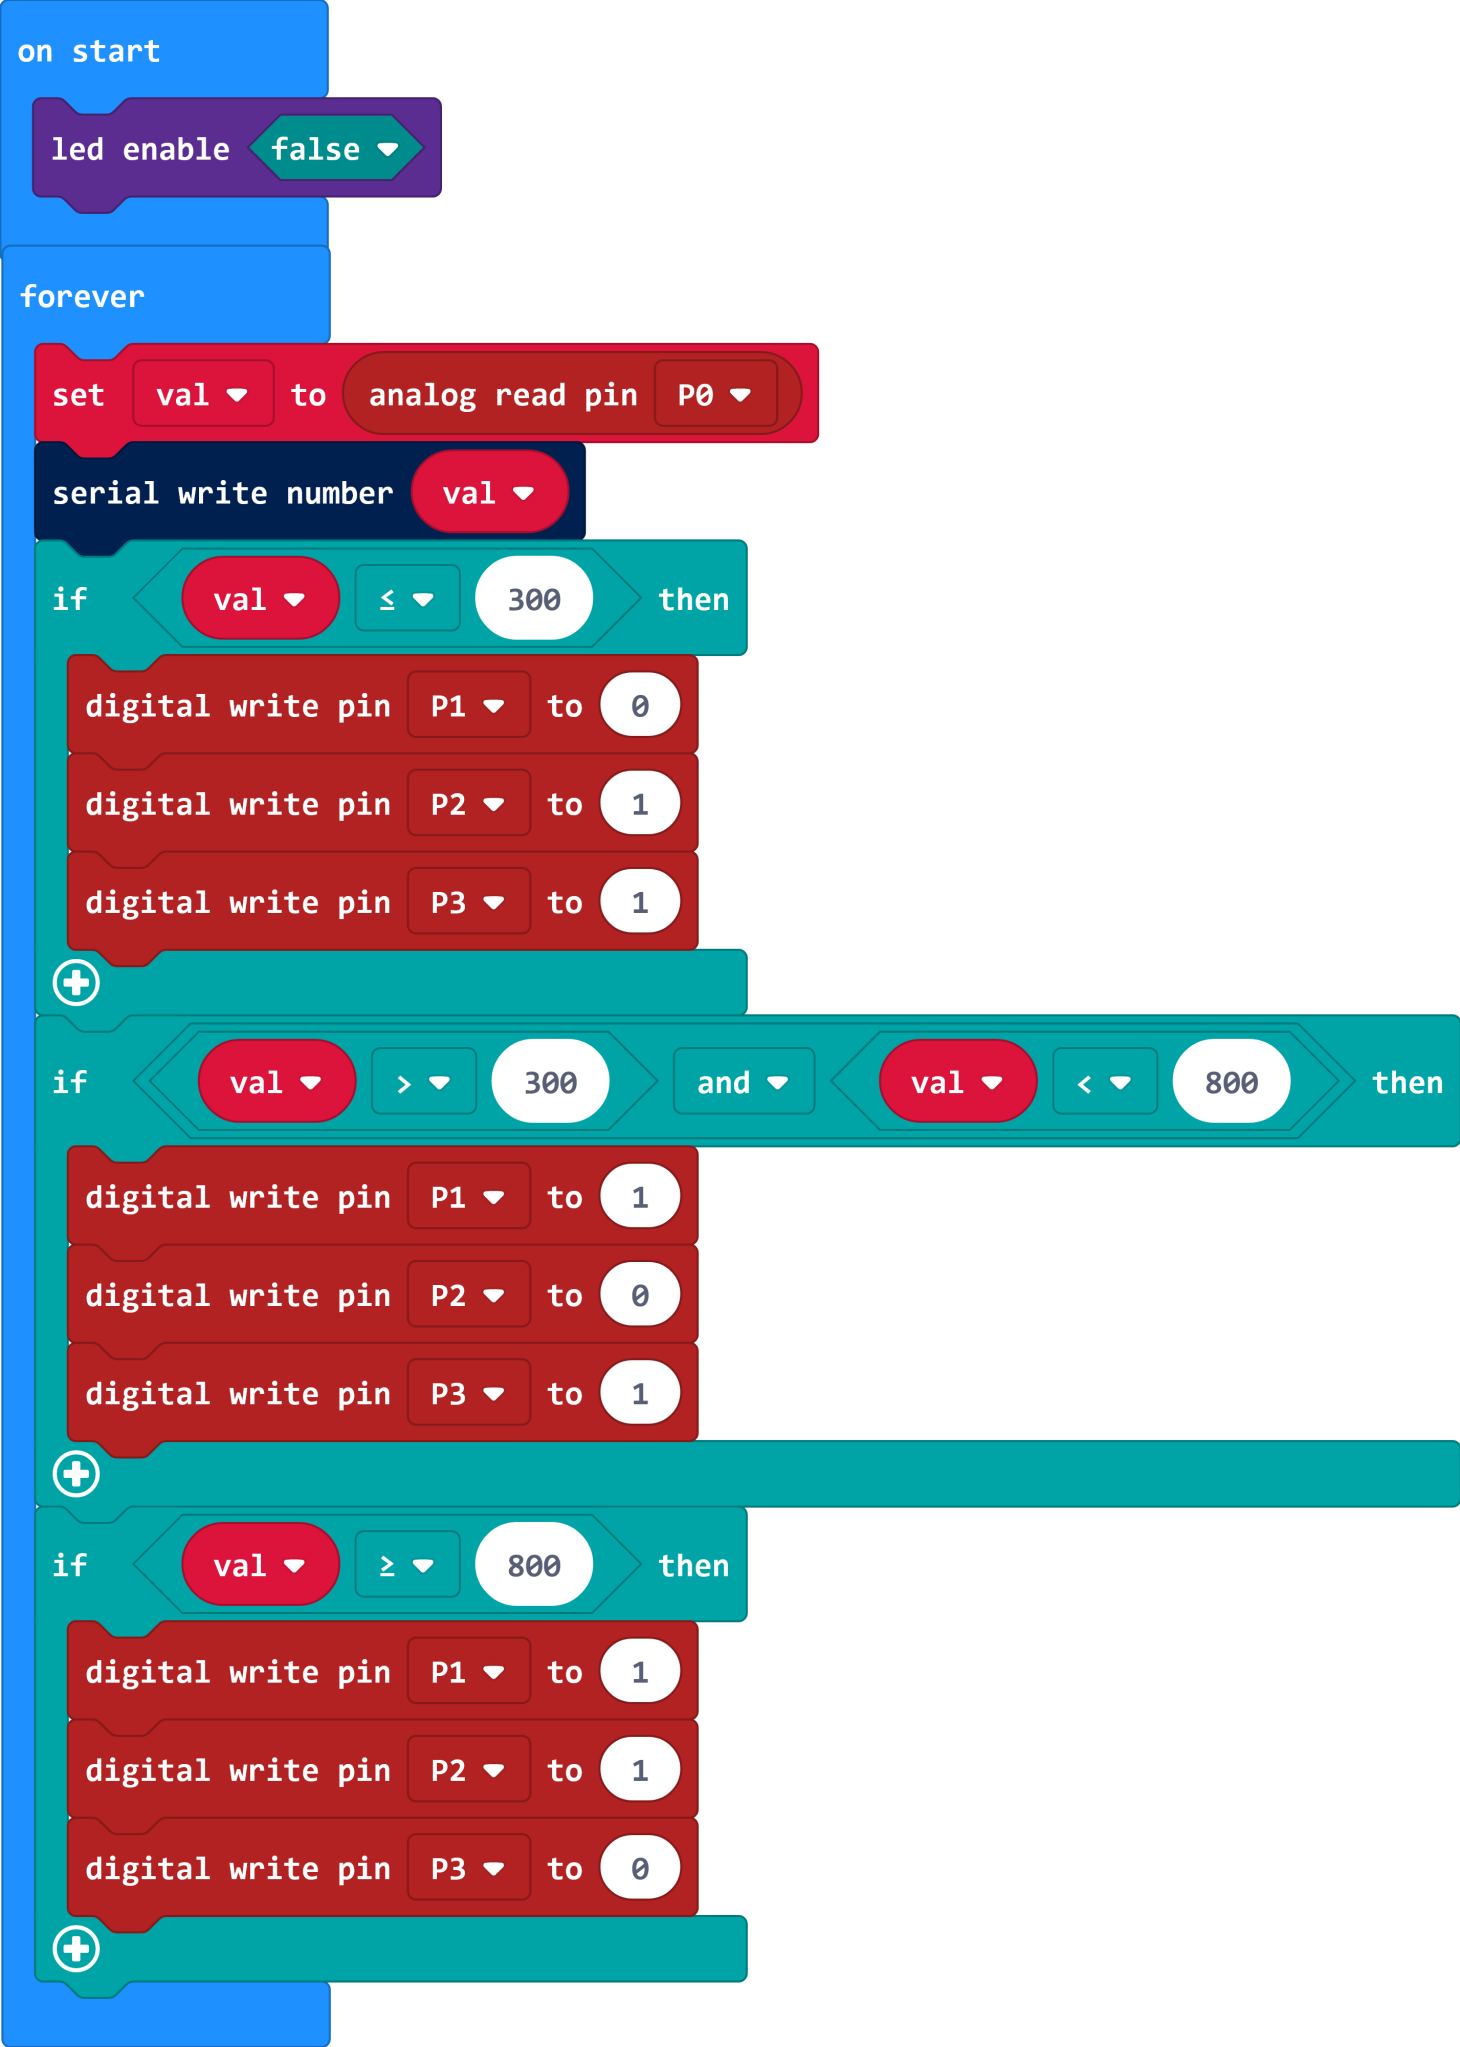 on start
led enable false
forever
set val to analog read pin P0
serial write number val
if val ≤ 300 then
digital write pin P1 to 0
digital write pin P2 to 1
digital write pin P3 to 1
if val > 300 and val < 800 then
digital write pin P1 to 1
digital write pin P2 to 0
digital write pin P3 to 1
if val ≥ 800 then
digital write pin P1 to 1
digital write pin P2 to 1
digital write pin P3 to 0